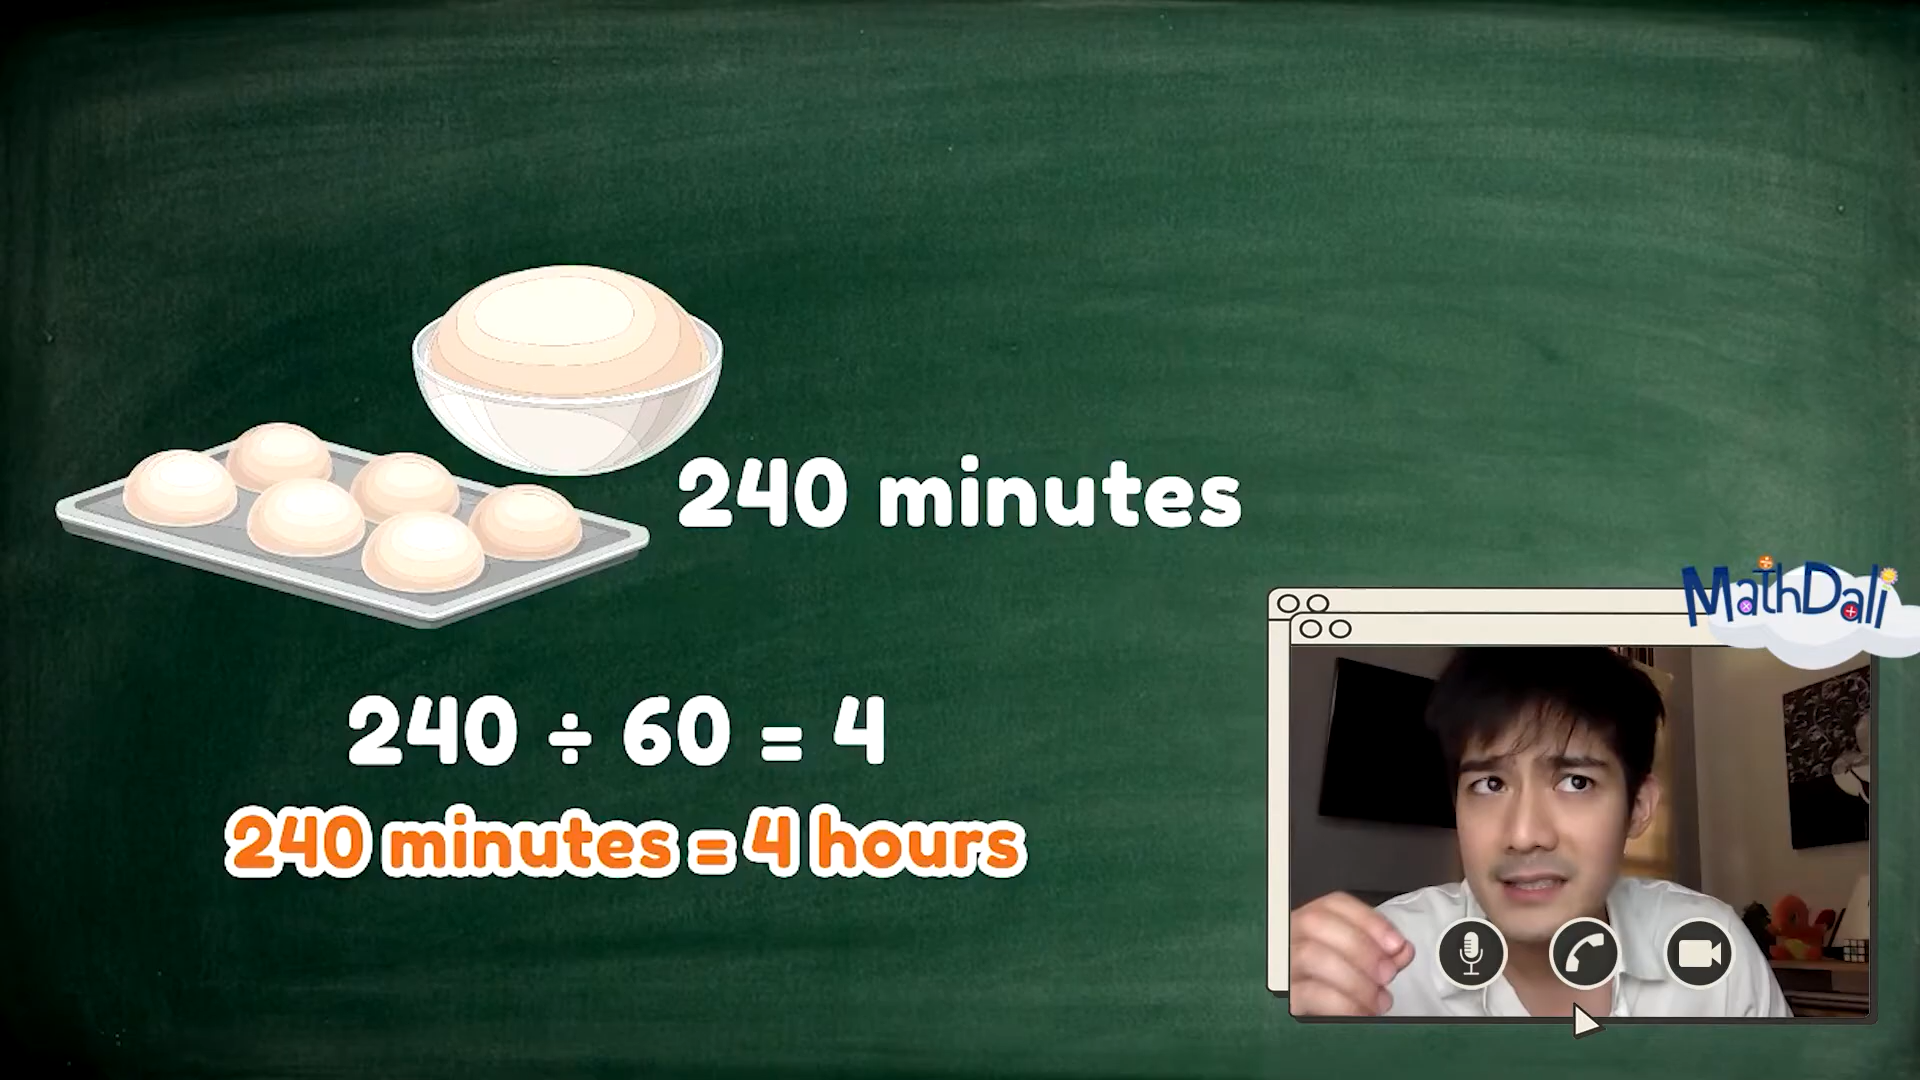 240 minutes
240 ÷ 60 = 4
240 minutes = 4 hours
MathDali